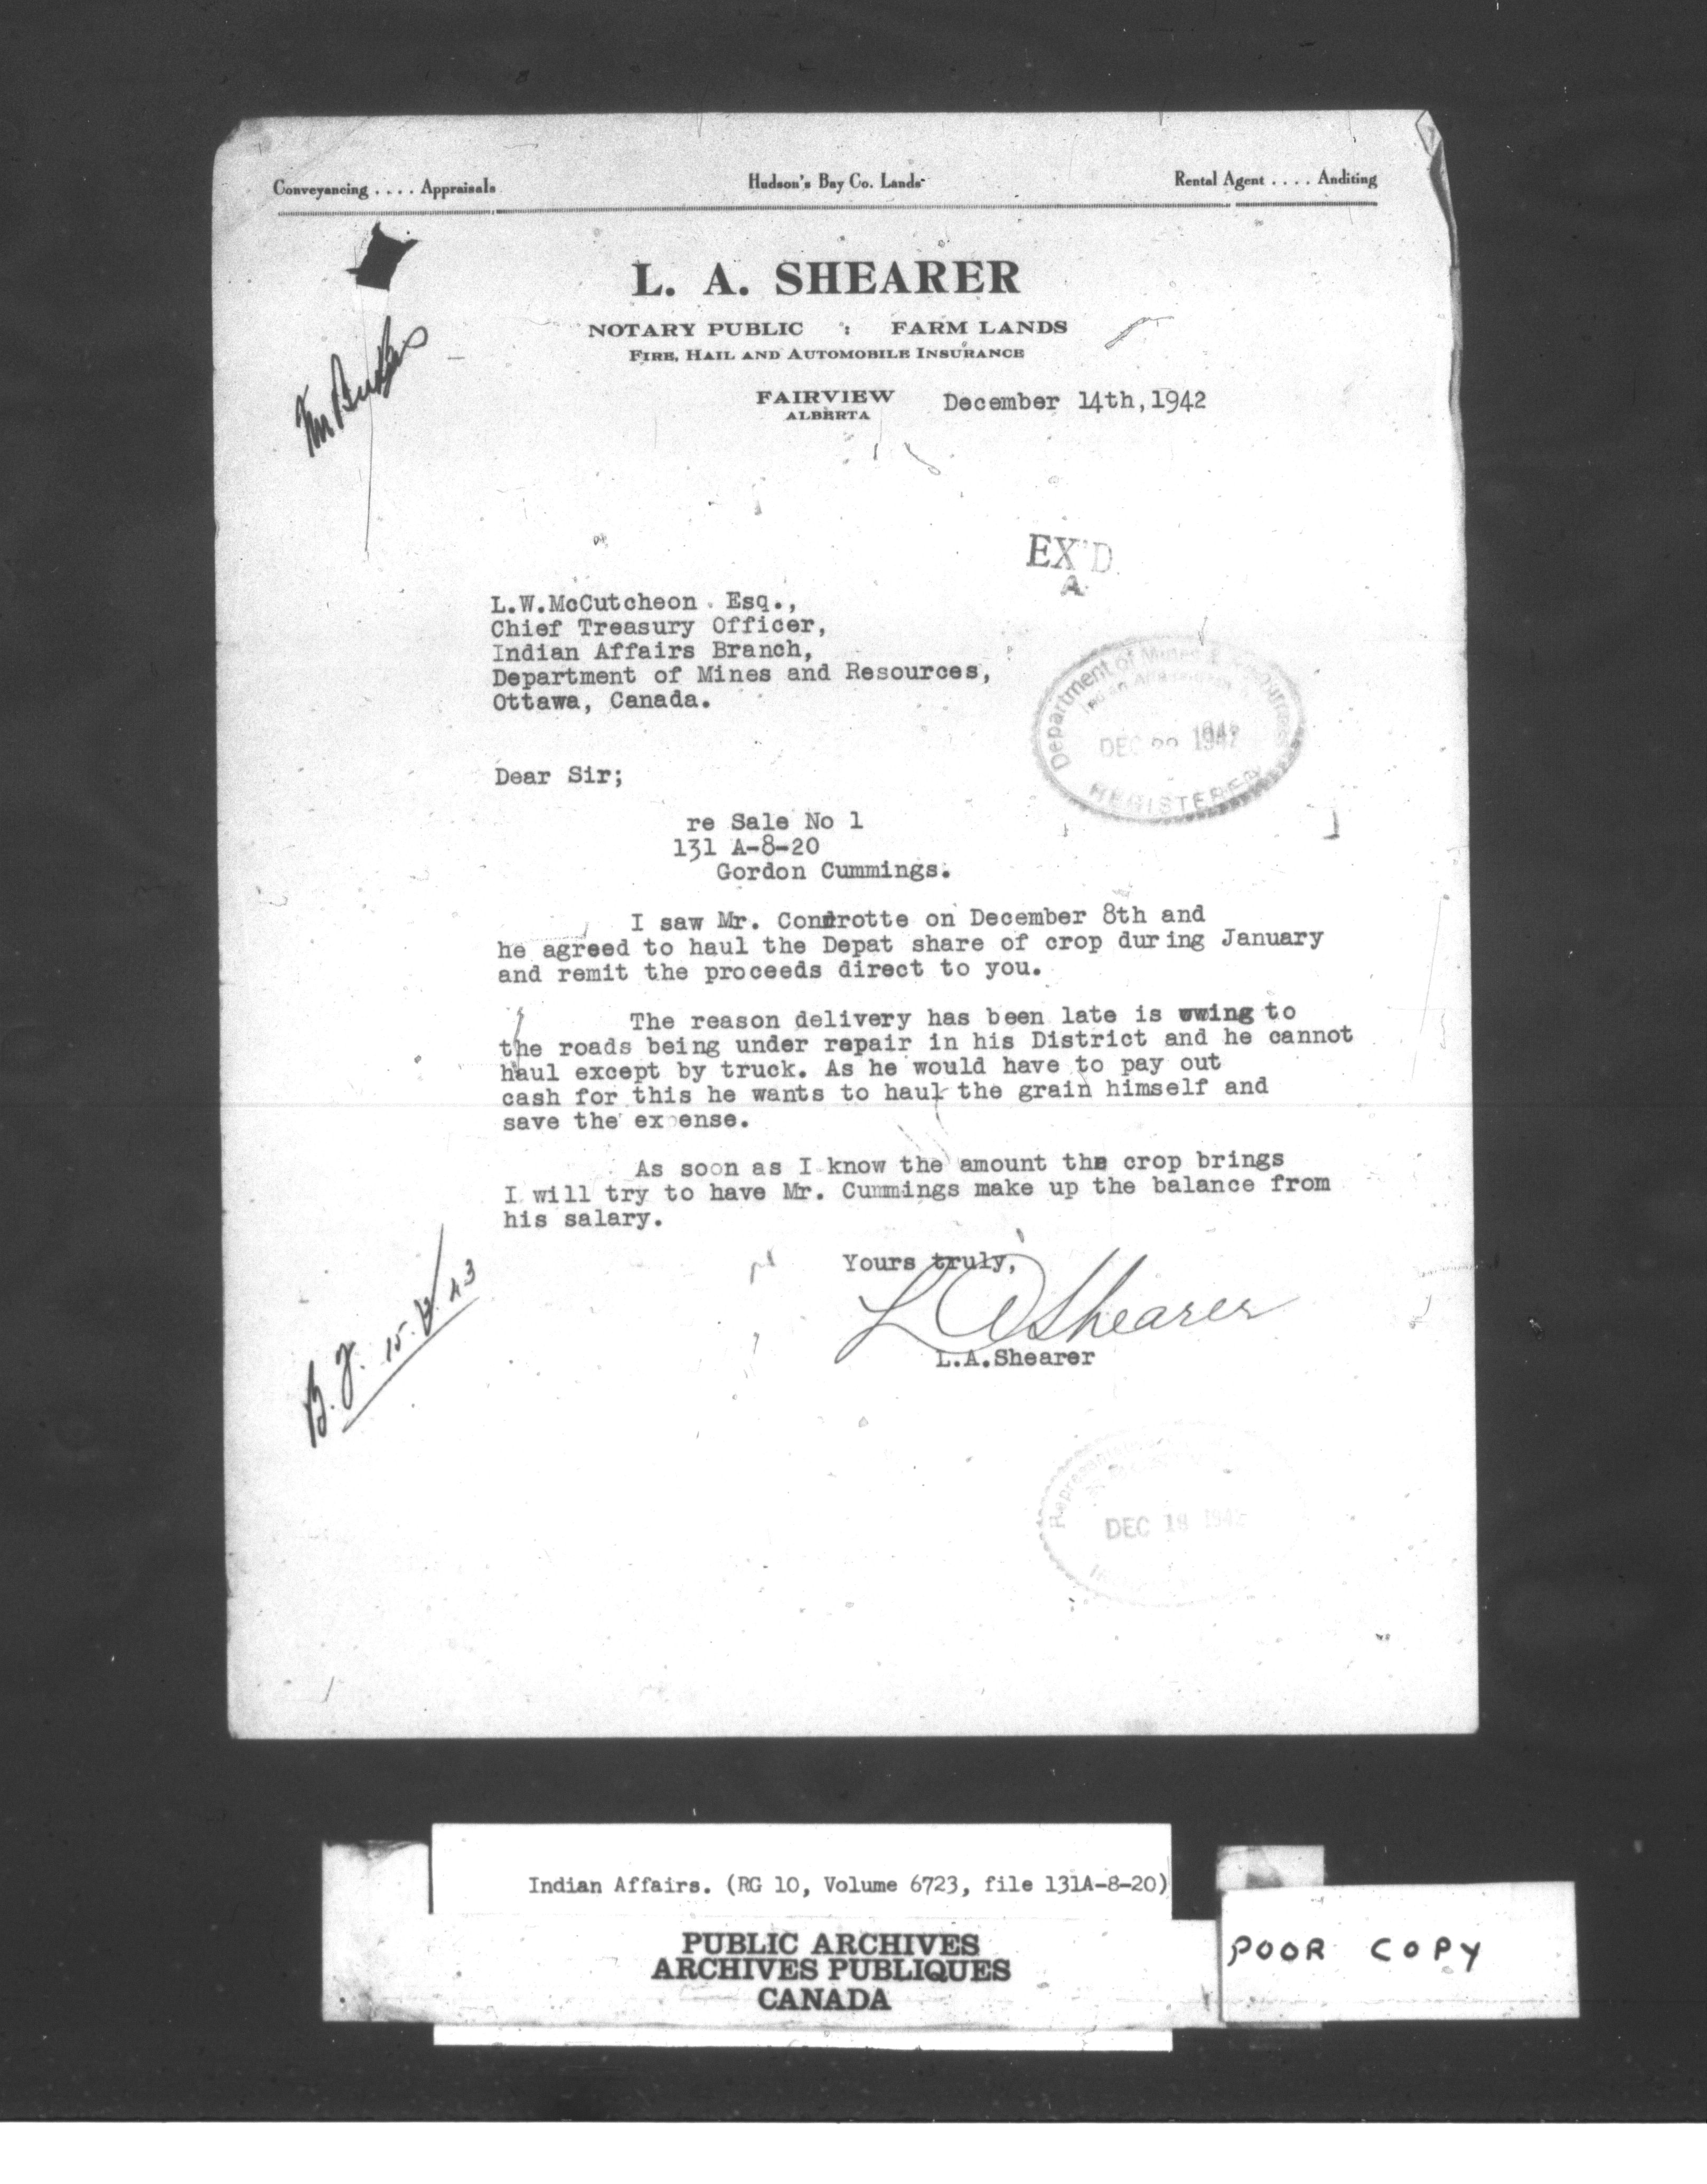 Conveyancing .... Appraisals Hudson's Bay Co. Lands Rental Agent .... Auditing
L. A. SHEARER
NOTARY PUBLIC : FARM LANDS
FIRE, HAIL AND AUTOMOBILE INSURANCE
FAIRVIEW
ALBERTA
December 14th, 1942
EX'D.
A.
L.W.McCutcheon Esq.,
Chief Treasury Officer,
Indian Affairs Branch,
Department of Mines and Resources,
Ottawa, Canada.
Department of Mines & Resources
DEC 1942
REGISTERED
Dear Sir;
re Sale No 1
131 A-8-20
Gordon Cummings.
I saw Mr. Condrotte on December 8th and
he agreed to haul the Depat share of crop during January
and remit the proceeds direct to you.
The reason delivery has been late is owing to
the roads being under repair in his District and he cannot
haul except by truck. As he would have to pay out
cash for this he wants to haul the grain himself and
save the expense.
As soon as I know the amount the crop brings
I will try to have Mr. Cummings make up the balance from
his salary.
Yours truly,
L A Shearer
L.A.Shearer
B.F. 15. 43
DEC 18 1942
Indian Affairs. (RG 10, Volume 6723, file 131A-8-20)
PUBLIC ARCHIVES
ARCHIVES PUBLIQUES
CANADA
POOR COPY